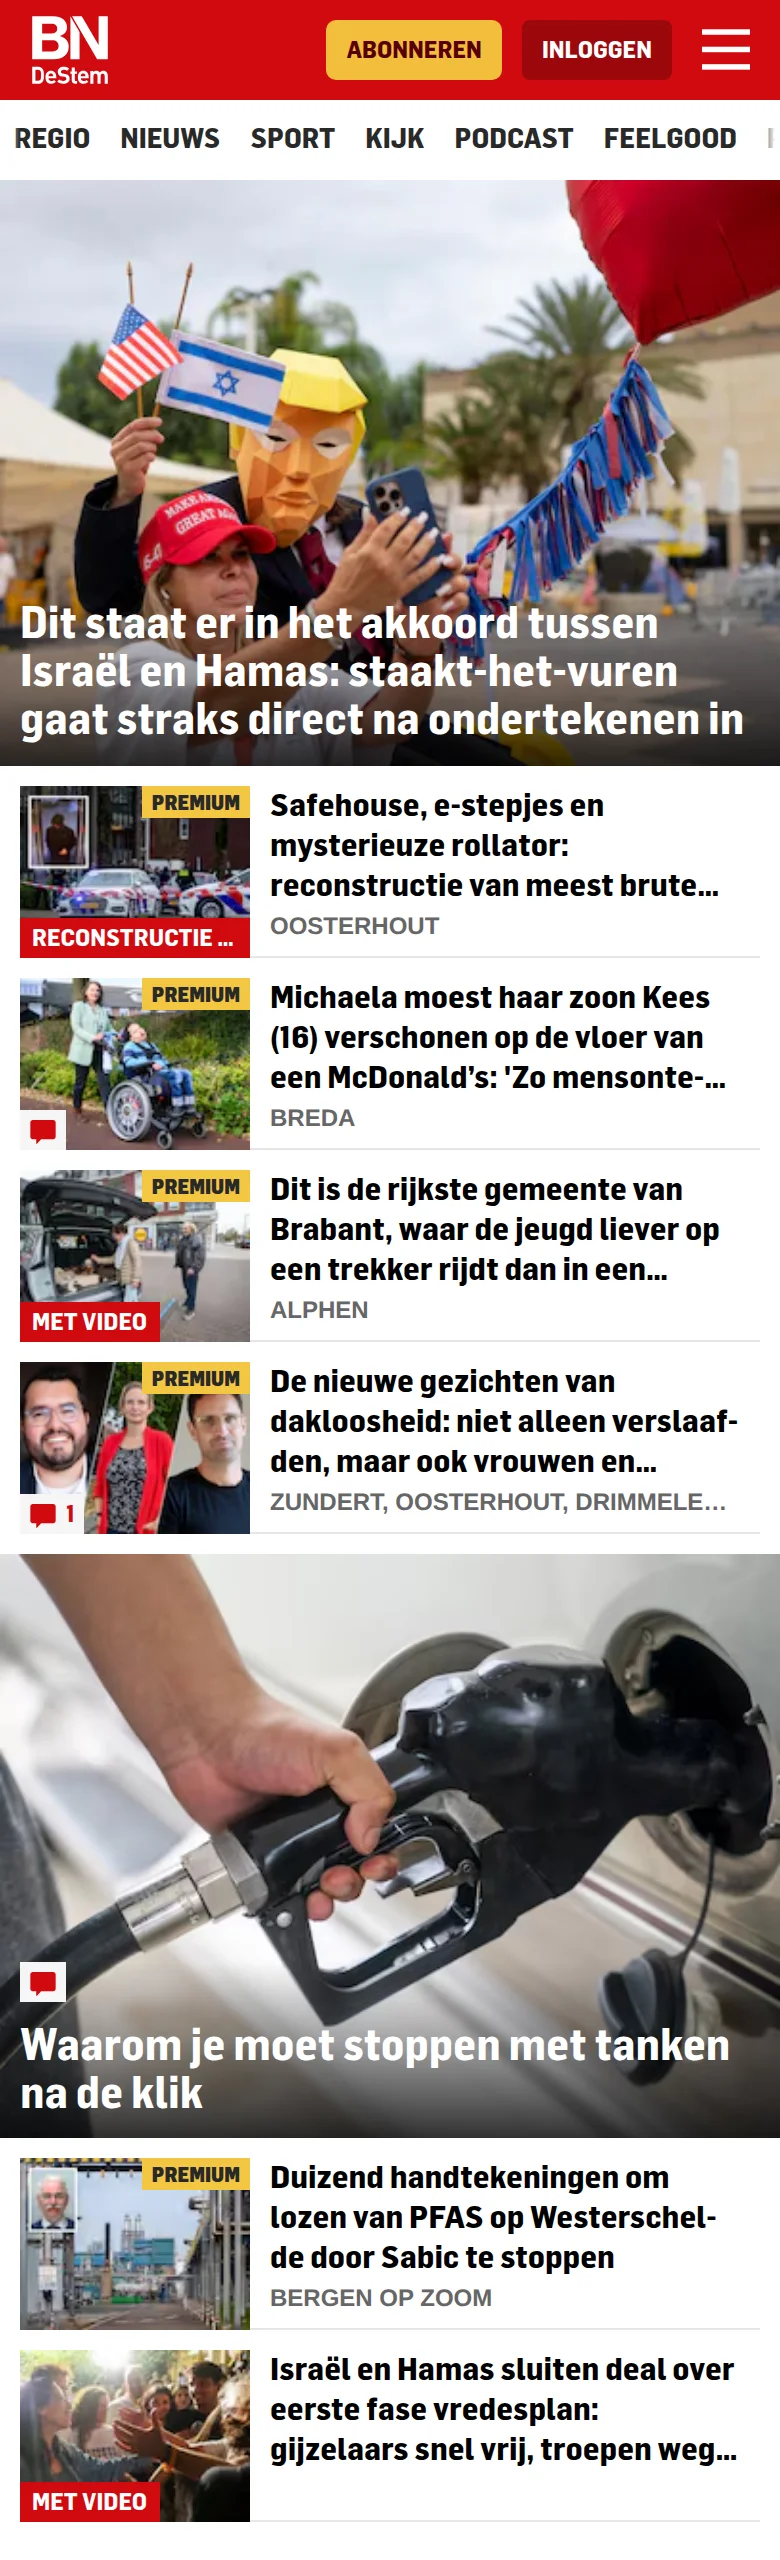 BN
DeStem
ABONNEREN
INLOGGEN
REGIO NIEUWS SPORT KIJK PODCAST FEELGOOD
MAKE
GREAT
45-47
Dit staat er in het akkoord tussen
Israël en Hamas: staakt-het-vuren
gaat straks direct na ondertekenen in
PREMIUM
RECONSTRUCTIE ...
Safehouse, e-stepjes en
mysterieuze rollator:
reconstructie van meest brute...
OOSTERHOUT
PREMIUM
Michaela moest haar zoon Kees
(16) verschonen op de vloer van
een McDonald’s: 'Zo mensonte-...
BREDA
PREMIUM
MET VIDEO
Dit is de rijkste gemeente van
Brabant, waar de jeugd liever op
een trekker rijdt dan in een...
ALPHEN
PREMIUM
1
De nieuwe gezichten van
dakloosheid: niet alleen verslaaf-
den, maar ook vrouwen en...
ZUNDERT, OOSTERHOUT, DRIMMELE...
Waarom je moet stoppen met tanken
na de klik
PREMIUM
Duizend handtekeningen om
lozen van PFAS op Westerschel-
de door Sabic te stoppen
BERGEN OP ZOOM
MET VIDEO
Israël en Hamas sluiten deal over
eerste fase vredesplan:
gijzelaars snel vrij, troepen weg...